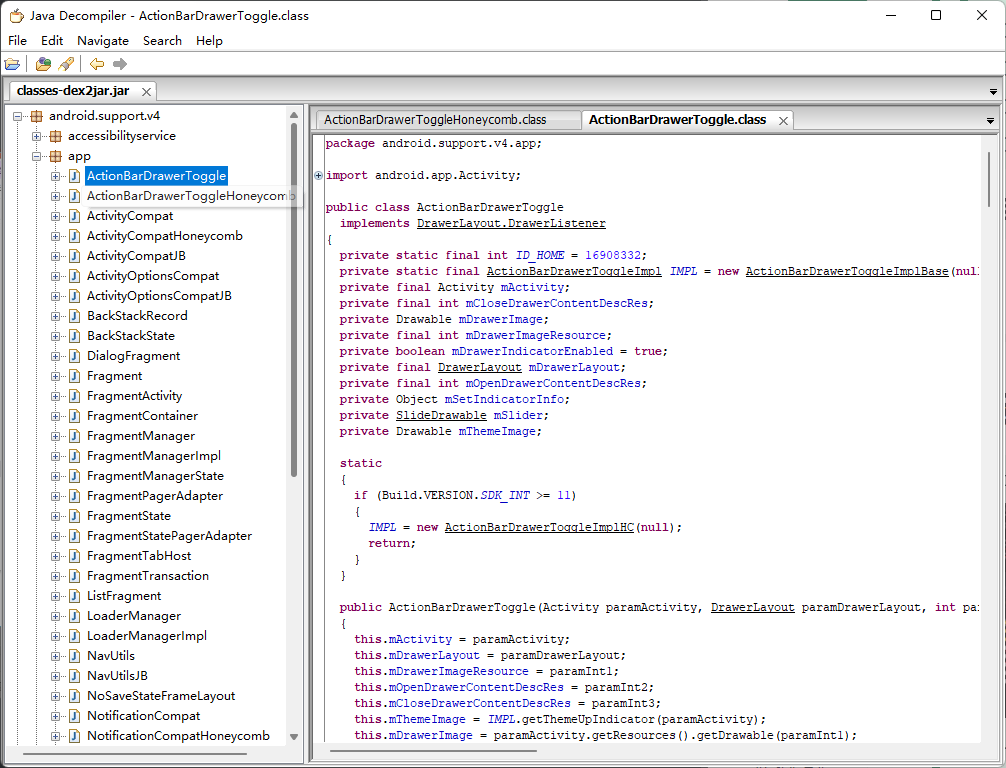 Java Decompiler - ActionBarDrawerToggle.class
File Edit Navigate Search Help
classes-dex2jar.jar
android.support.v4
accessibilityservice
app
ActionBarDrawerToggle
ActionBarDrawerToggleHoneycomb
ActivityCompat
ActivityCompatHoneycomb
ActivityCompatJB
ActivityOptionsCompat
ActivityOptionsCompatJB
BackStackRecord
BackStackState
DialogFragment
Fragment
FragmentActivity
FragmentContainer
FragmentManager
FragmentManagerImpl
FragmentManagerState
FragmentPagerAdapter
FragmentState
FragmentStatePagerAdapter
FragmentTabHost
FragmentTransaction
ListFragment
LoaderManager
LoaderManagerImpl
NavUtils
NavUtilsJB
NoSaveStateFrameLayout
NotificationCompat
NotificationCompatHoneycomb
ActionBarDrawerToggleHoneycomb.class ActionBarDrawerToggle.class
package android.support.v4.app;
import android.app.Activity;
public class ActionBarDrawerToggle
implements DrawerLayout.DrawerListener
{
private static final int ID_HOME = 16908332;
private static final ActionBarDrawerToggleImpl IMPL = new ActionBarDrawerToggleImplBase(null
private final Activity mActivity;
private final int mCloseDrawerContentDescRes;
private Drawable mDrawerImage;
private final int mDrawerImageResource;
private boolean mDrawerIndicatorEnabled = true;
private final DrawerLayout mDrawerLayout;
private final int mOpenDrawerContentDescRes;
private Object mSetIndicatorInfo;
private SlideDrawable mSlider;
private Drawable mThemeImage;
static
{
if (Build.VERSION.SDK_INT >= 11)
{
IMPL = new ActionBarDrawerToggleImplHC(null);
return;
}
}
public ActionBarDrawerToggle(Activity paramActivity, DrawerLayout paramDrawerLayout, int par
{
this.mActivity = paramActivity;
this.mDrawerLayout = paramDrawerLayout;
this.mDrawerImageResource = paramInt1;
this.mOpenDrawerContentDescRes = paramInt2;
this.mCloseDrawerContentDescRes = paramInt3;
this.mThemeImage = IMPL.getThemeUpIndicator(paramActivity);
this.mDrawerImage = paramActivity.getResources().getDrawable(paramInt1);